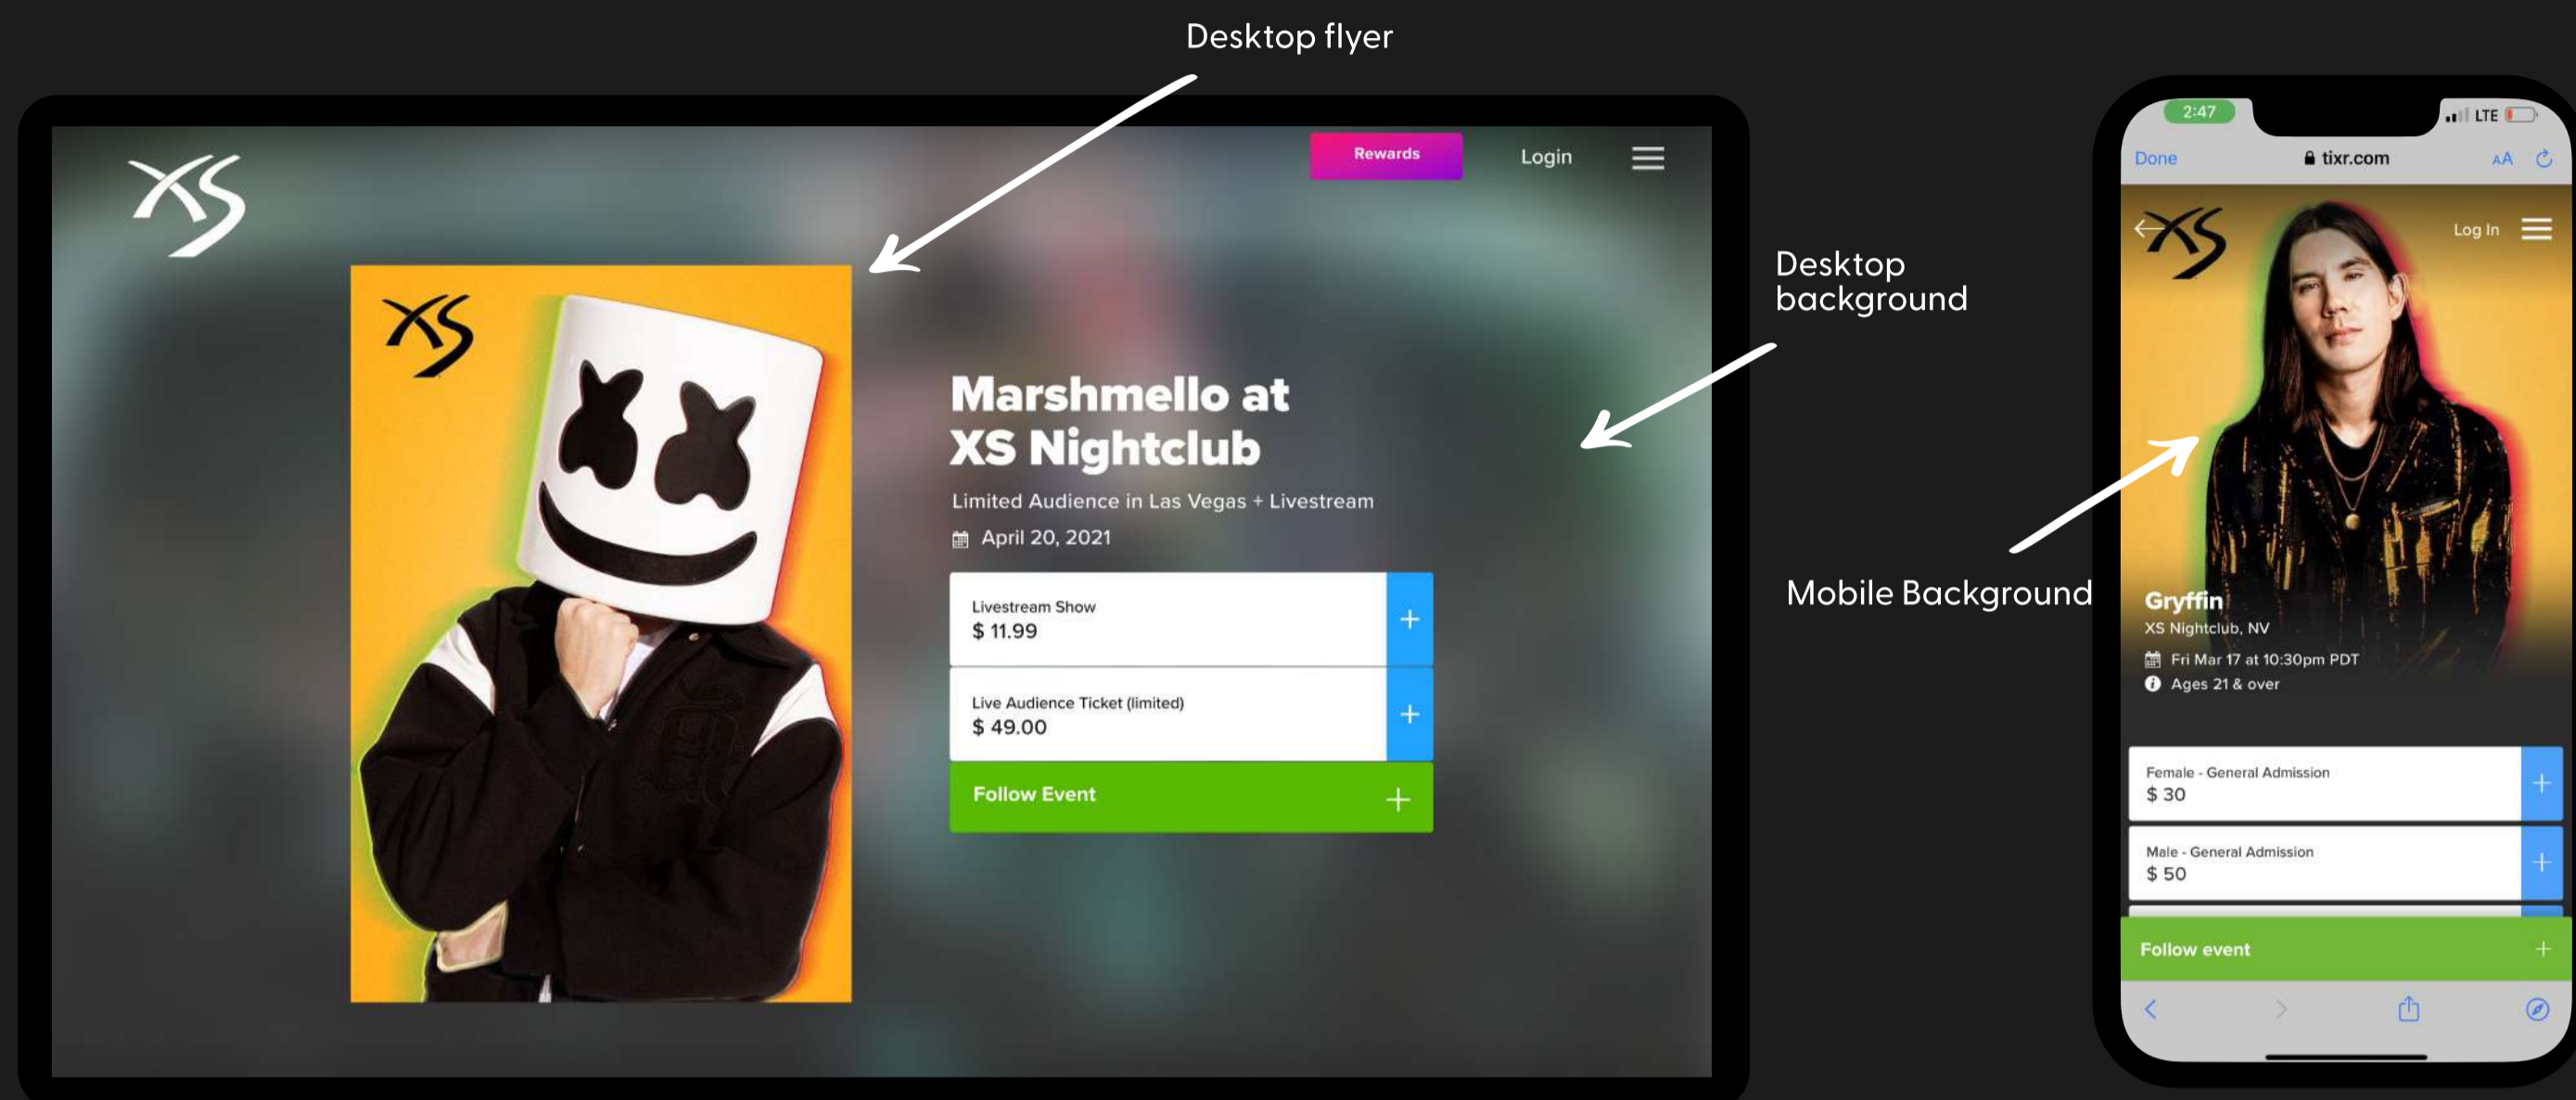 Desktop flyer
XS
Rewards
Login
XS
Marshmello at
XS Nightclub
Limited Audience in Las Vegas + Livestream
April 20, 2021
Livestream Show
$ 11.99
+
Live Audience Ticket (limited)
$ 49.00
+
Follow Event
+
Desktop
background
Mobile Background
2:47
LTE
Done
tixr.com
AA
XS
Log In
Gryffin
XS Nightclub, NV
Fri Mar 17 at 10:30pm PDT
Ages 21 & over
Female - General Admission
$ 30
+
Male - General Admission
$ 50
+
Follow event
+